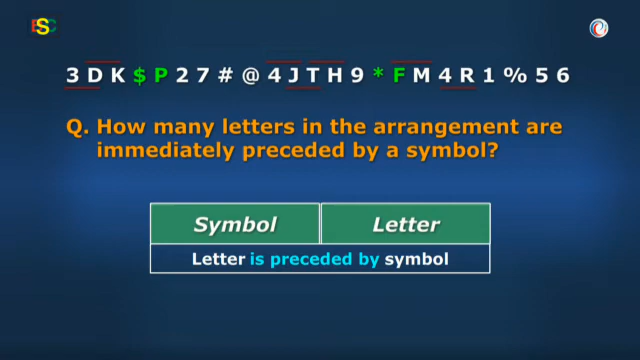 ESC
3 D K $ P 2 7 # @ 4 J T H 9 * F M 4 R 1 % 5 6
Q. How many letters in the arrangement are
immediately preceded by a symbol?
Symbol Letter
Letter is preceded by symbol